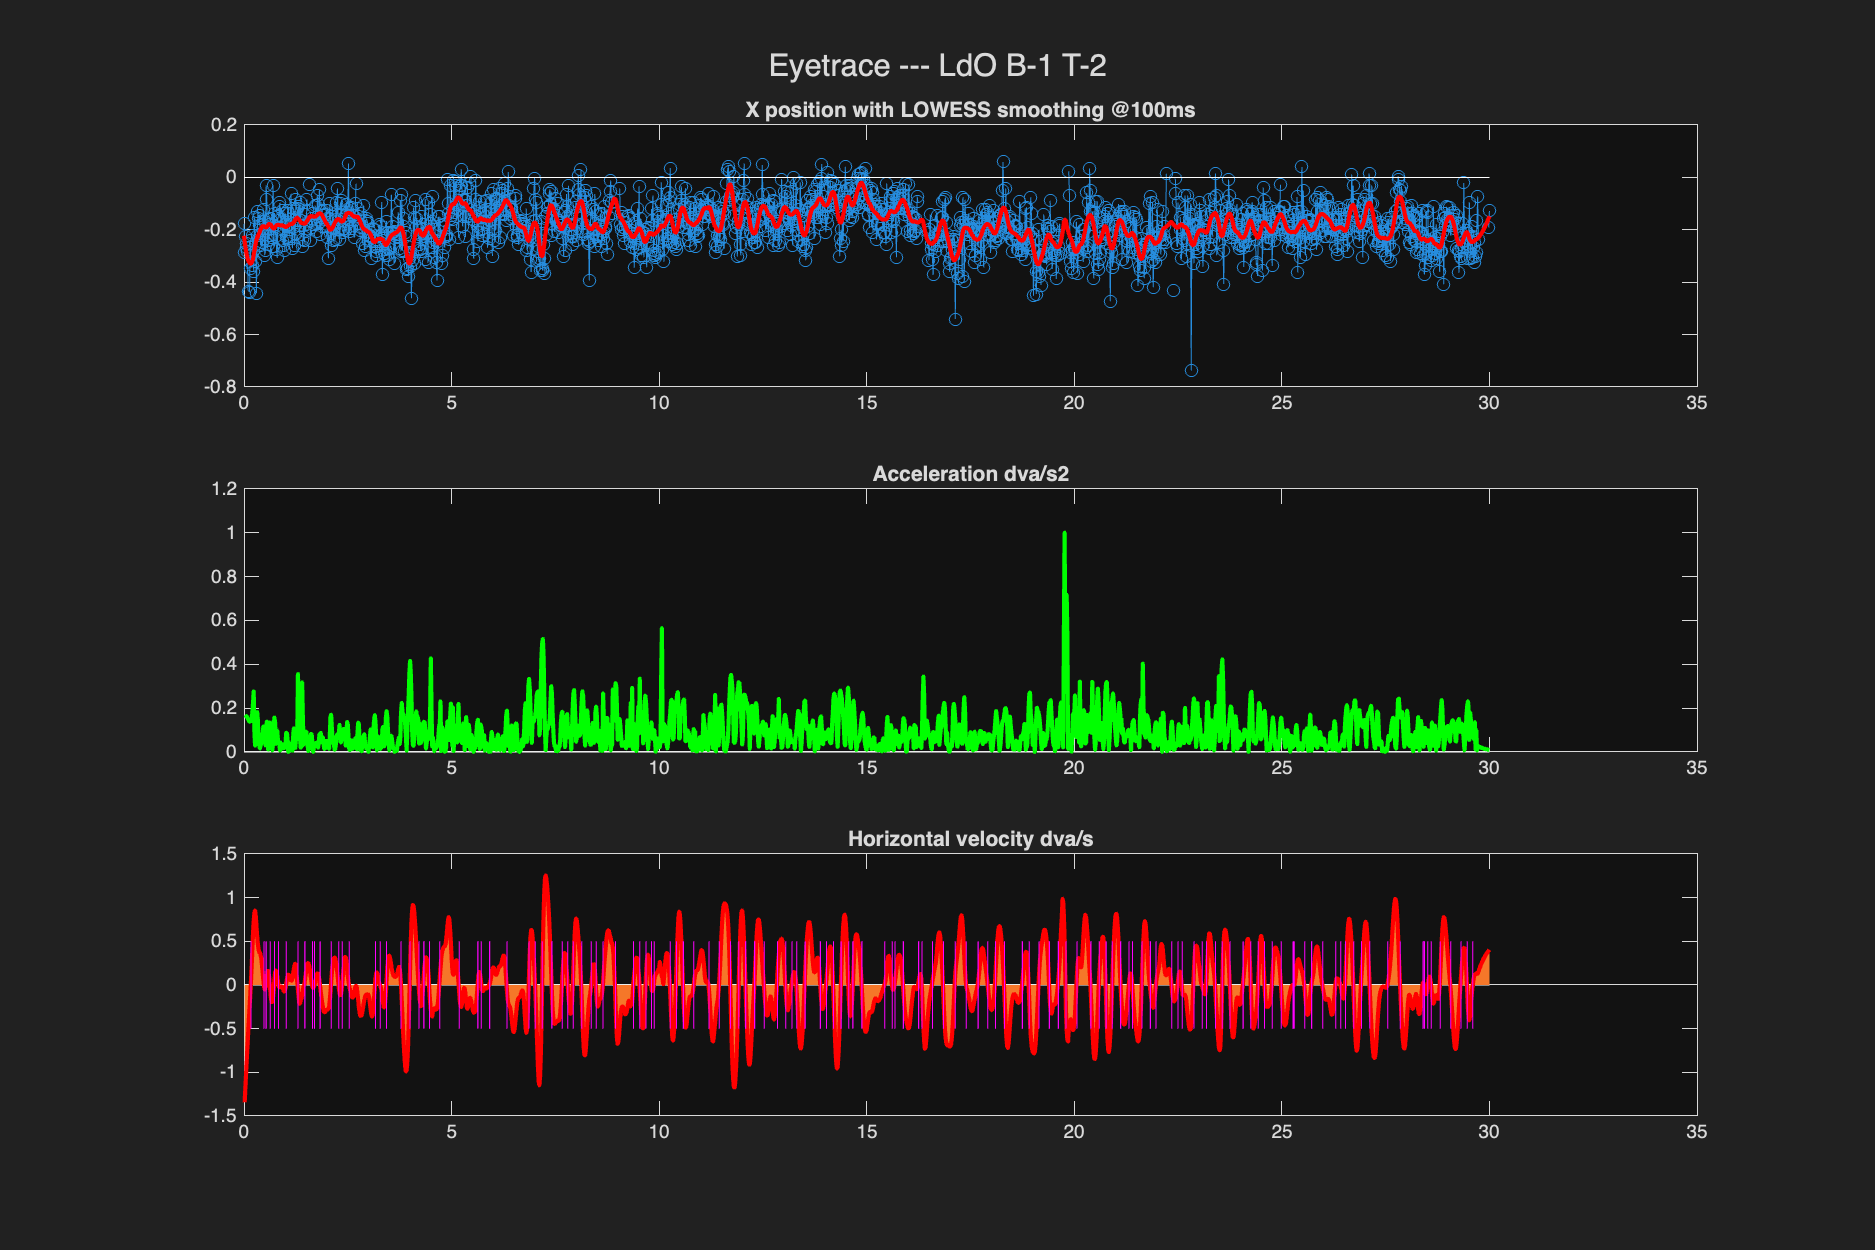 Eyetrace --- LdO B-1 T-2
X position with LOWESS smoothing @100ms
0.2
0
-0.2
-0.4
-0.6
-0.8
0 5 10 15 20 25 30 35
Acceleration dva/s2
1.2
1
0.8
0.6
0.4
0.2
0
0 5 10 15 20 25 30 35
Horizontal velocity dva/s
1.5
1
0.5
0
-0.5
-1
-1.5
0 5 10 15 20 25 30 35